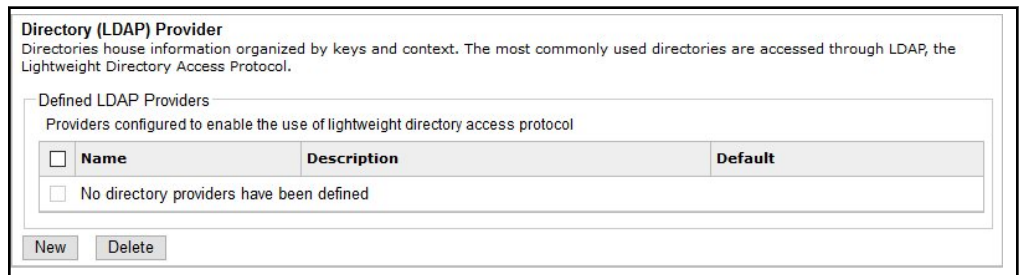 Directory (LDAP) Provider
Directories house information organized by keys and context. The most commonly used directories are accessed through LDAP, the
Lightweight Directory Access Protocol.
Defined LDAP Providers
Providers configured to enable the use of lightweight directory access protocol
Name Description Default
No directory providers have been defined
New Delete